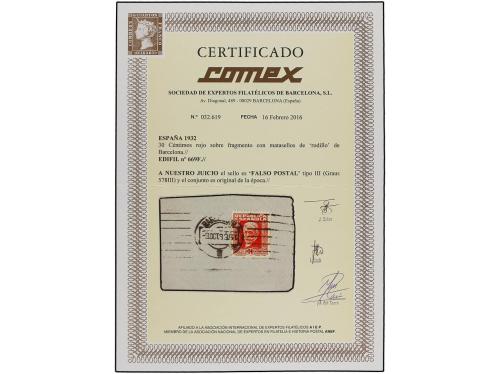 CERTIFICADO
comex
SOCIEDAD DE EXPERTOS FILATÉLICOS DE BARCELONA, S.L.
Av. Diagonal, 489 - 08029 BARCELONA (España)
N.º 032.619 FECHA 16 Febrero 2016
ESPAÑA 1932
30 Céntimos rojo sobre fragmento con matasellos de 'rodillo' de
Barcelona.//
EDIFIL nº 669F.//
A NUESTRO JUICIO el sello es 'FALSO POSTAL' tipo III (Graus
578III) y el conjunto es original de la época.//
REPUBLICA
ESPAÑOLA
AFILIADO A LA ASOCIACIÓN INTERNACIONAL DE EXPERTOS FILATÉLICOS A I E P.
MIEMBRO DE LA ASOCIACIÓN NACIONAL DE EXPERTOS EN FILATELIA E HISTORIA POSTAL ANEF.